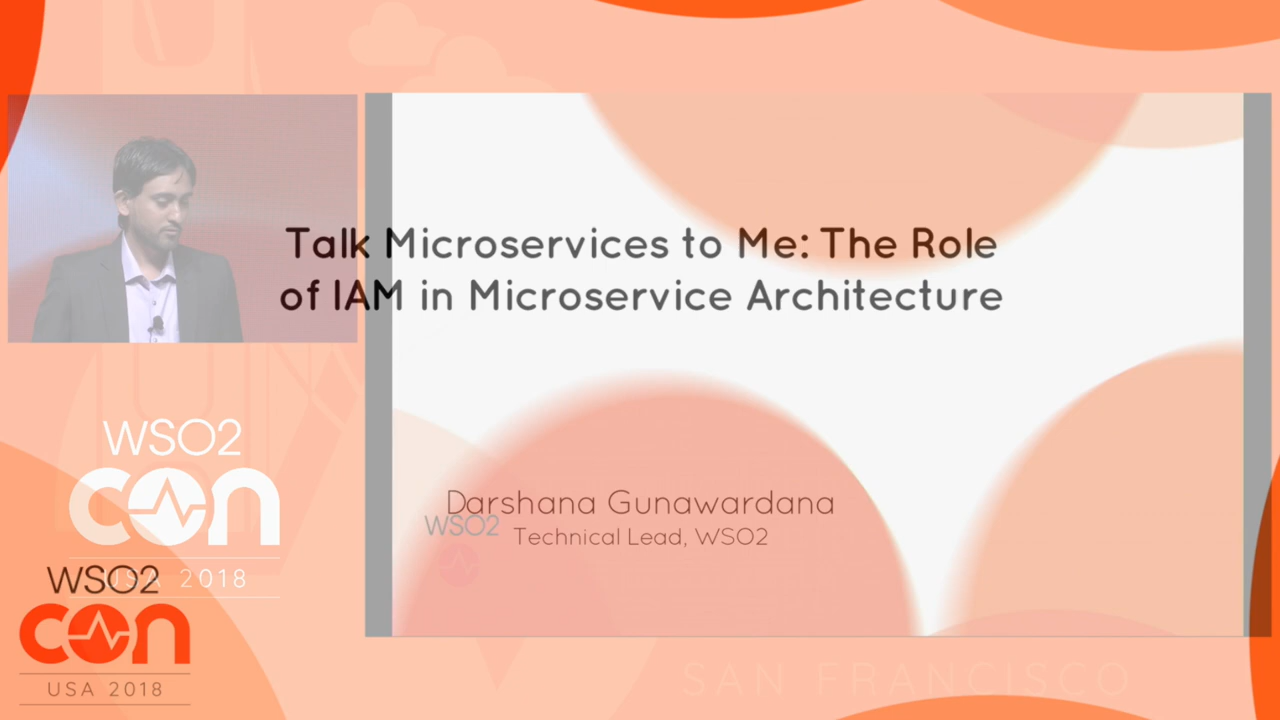 Talk Microservices to Me: The Role
of IAM in Microservice Architecture
Darshana Gunawardana
Technical Lead, WSO2
WSO2
WSO2
con
USA 2018
WSO2
con
USA 2018
SAN FRANCISCO